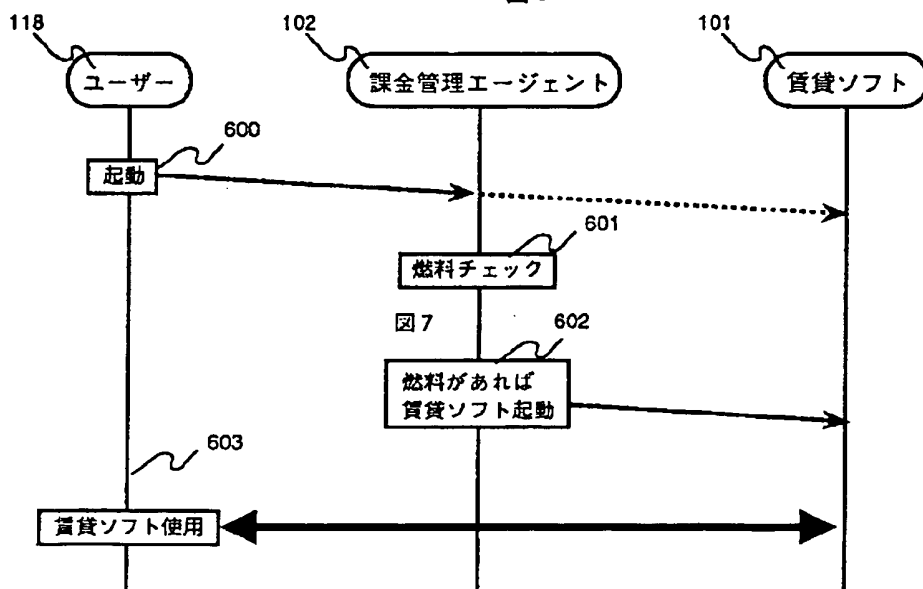 118
102
101
ユーザー
課金管理エージェント
賃貸ソフト
600
起動
601
燃料チェック
図7
602
燃料があれば
賃貸ソフト起動
603
賃貸ソフト使用